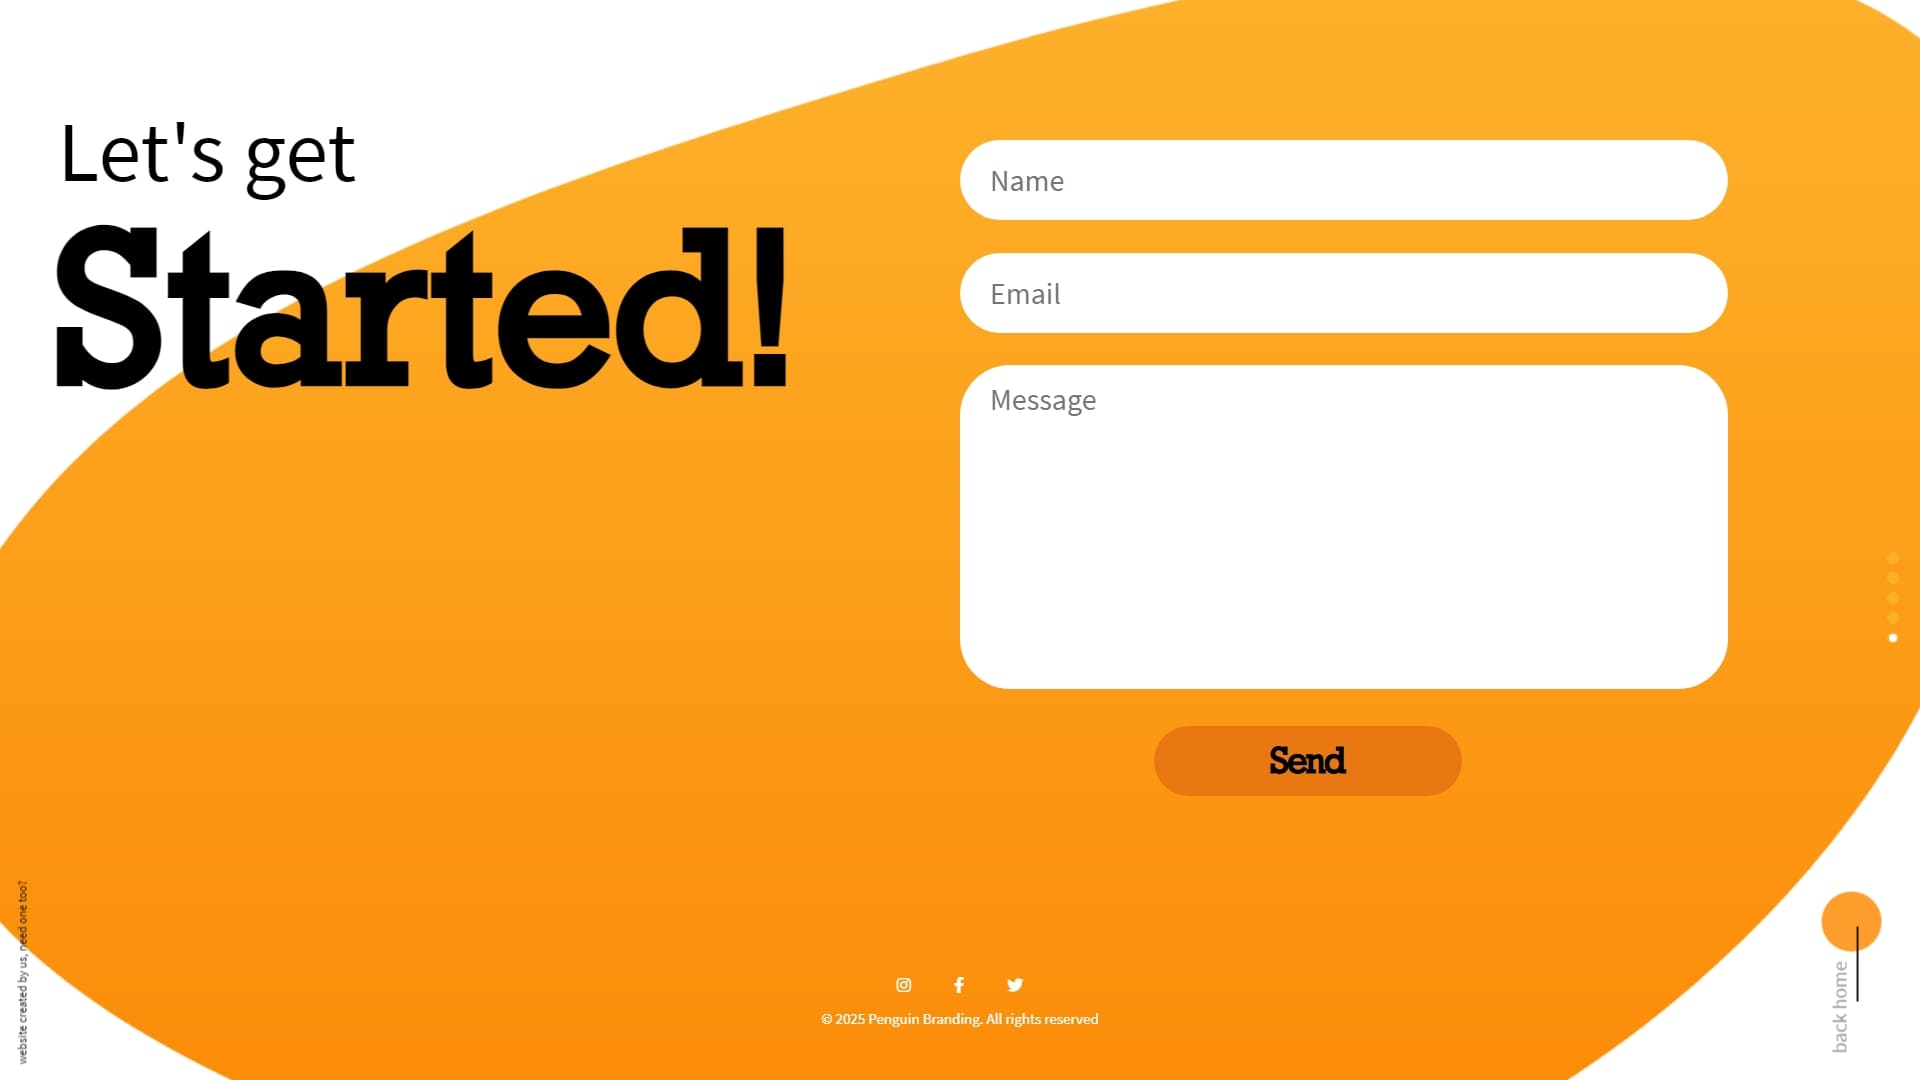 Let's get
Started!
Name
Email
Message
Send
website created by us, need one too?
back home
© 2025 Penguin Branding. All rights reserved